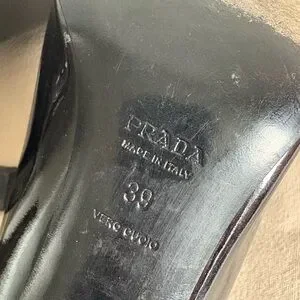 PRADA
MADE IN ITALY
39
VERO CUOIO